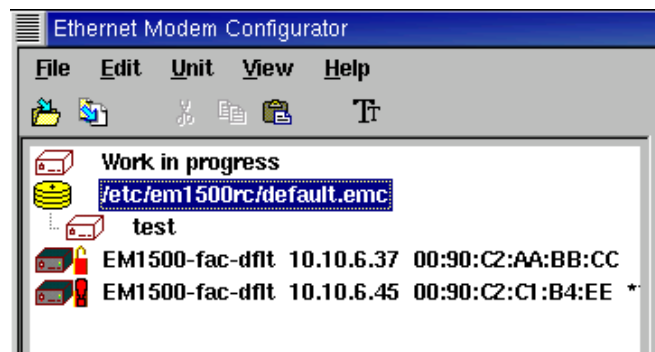 Ethernet Modem Configurator
File Edit Unit View Help
Tr
Work in progress
/etc/em1500rc/default.emc
test
EM1500-fac-dflt 10.10.6.37 00:90:C2:AA:BB:CC
EM1500-fac-dflt 10.10.6.45 00:90:C2:C1:B4:EE *